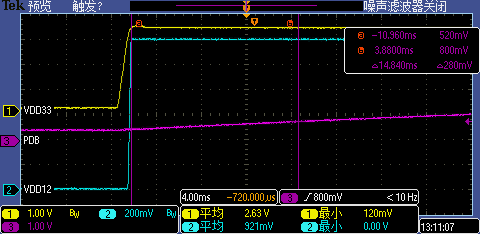 Tek 预览 触发? 噪声滤波器关闭
a -10.960ms 520mV
b 3.8800ms 800mV
△14.840ms △280mV
1 VDD33
3 PDB
2 VDD12
4.00ms -720.000µs 3 ∫800mV <10 Hz
1 1.00 V BW 2 200mV BW 1 平均 2.63 V 1 最小 120mV
3 1.00 V 2 平均 921mV 2 最小 0.00 V 13:11:07